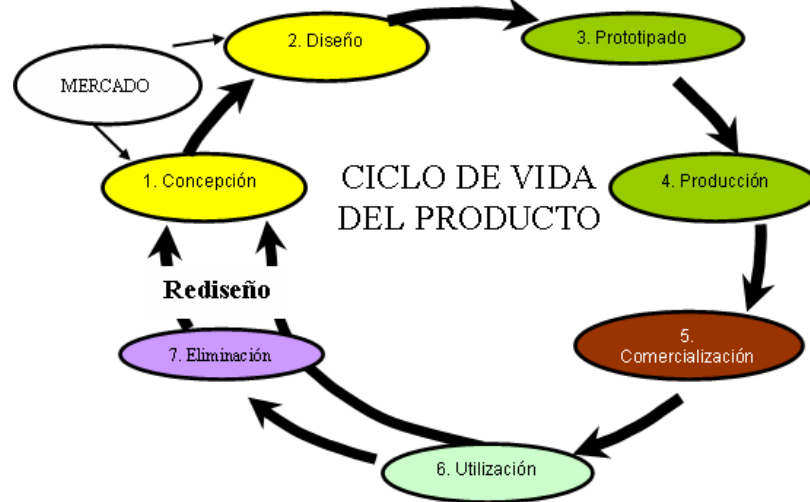 2. Diseño
3. Prototipado
MERCADO
1. Concepción
CICLO DE VIDA
DEL PRODUCTO
4. Producción
Rediseño
5.
Comercialización
7. Eliminación
6. Utilización